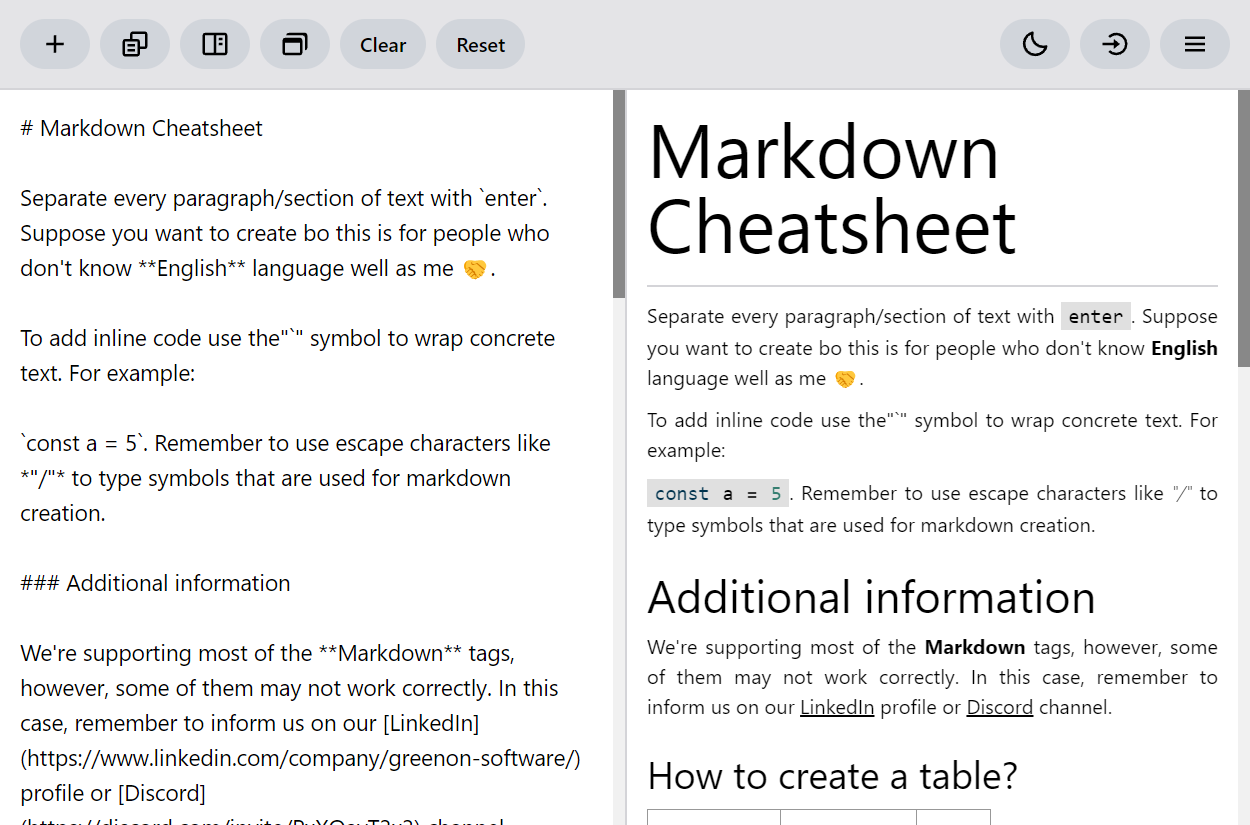 Clear
Reset
# Markdown Cheatsheet
Separate every paragraph/section of text with `enter`.
Suppose you want to create bo this is for people who
don't know **English** language well as me 🤝.
To add inline code use the"`" symbol to wrap concrete
text. For example:
`const a = 5`. Remember to use escape characters like
*"/"* to type symbols that are used for markdown
creation.
### Additional information
We're supporting most of the **Markdown** tags,
however, some of them may not work correctly. In this
case, remember to inform us on our [LinkedIn]
(https://www.linkedin.com/company/greenon-software/)
profile or [Discord]
Markdown
Cheatsheet
Separate every paragraph/section of text with enter. Suppose
you want to create bo this is for people who don't know English
language well as me 🤝.
To add inline code use the"`" symbol to wrap concrete text. For
example:
const a = 5. Remember to use escape characters like "/" to
type symbols that are used for markdown creation.
Additional information
We're supporting most of the Markdown tags, however, some
of them may not work correctly. In this case, remember to
inform us on our LinkedIn profile or Discord channel.
How to create a table?